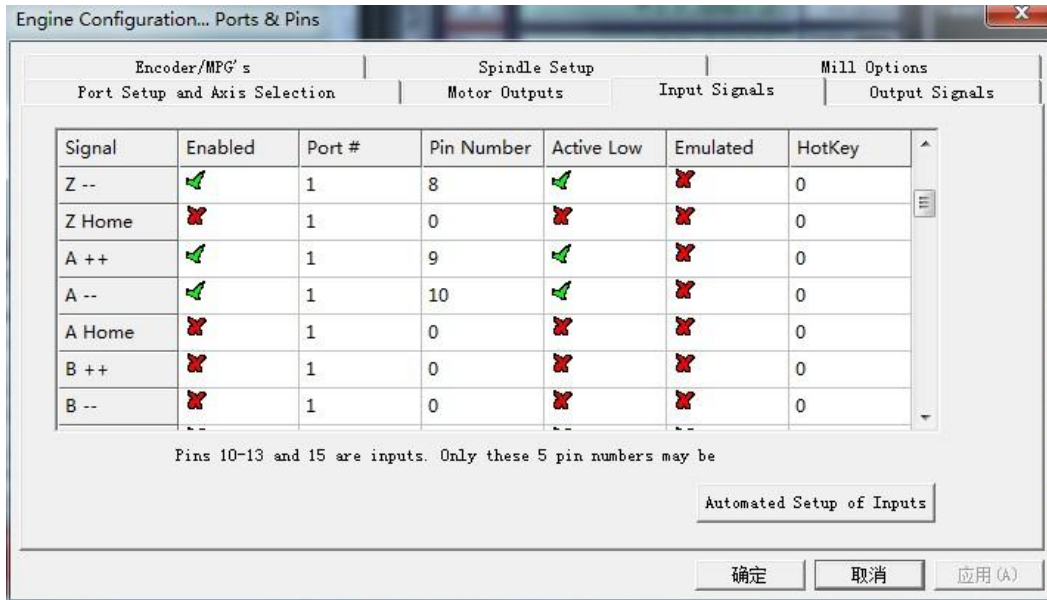 Engine Configuration... Ports & Pins
Encoder/MPG's Spindle Setup Mill Options
Port Setup and Axis Selection Motor Outputs Input Signals Output Signals
Signal Enabled Port # Pin Number Active Low Emulated HotKey
Z -- 1 8 0
Z Home 1 0 0
A ++ 1 9 0
A -- 1 10 0
A Home 1 0 0
B ++ 1 0 0
B -- 1 0 0
Pins 10-13 and 15 are inputs. Only these 5 pin numbers may be
Automated Setup of Inputs
确定 取消 应用(A)